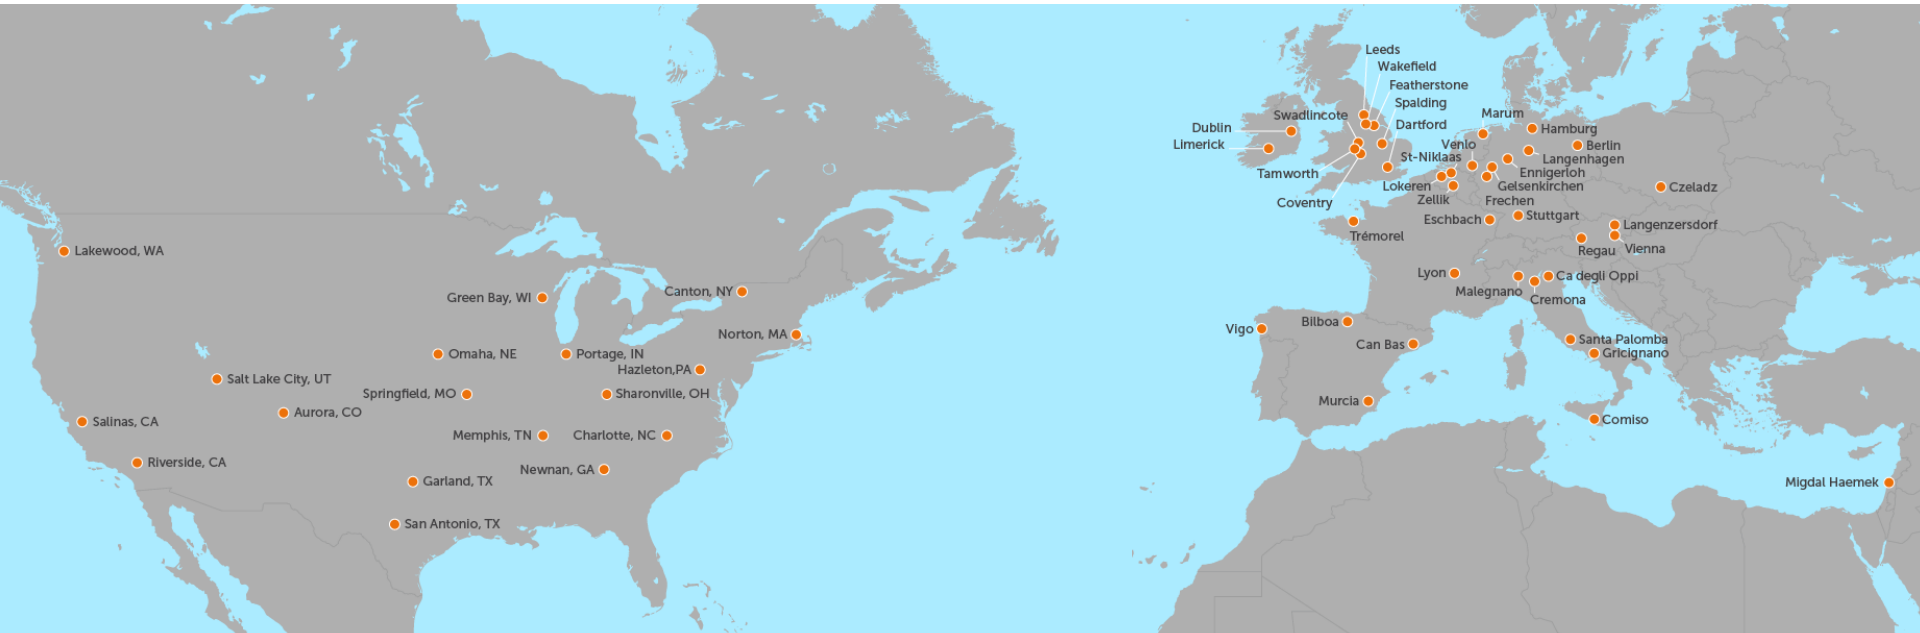 Lakewood, WA
Green Bay, WI
Canton, NY
Norton, MA
Omaha, NE
Portage, IN
Hazleton,PA
Salt Lake City, UT
Springfield, MO
Sharonville, OH
Aurora, CO
Salinas, CA
Memphis, TN
Charlotte, NC
Riverside, CA
Newnan, GA
Garland, TX
San Antonio, TX
Leeds
Wakefield
Featherstone
Spalding
Swadlincote
Dartford
Dublin
Limerick
Tamworth
Coventry
Marum
Hamburg
Venlo
Berlin
St-Niklaas
Langenhagen
Ennigerloh
Lokeren
Gelsenkirchen
Czeladz
Zellik
Frechen
Eschbach
Stuttgart
Langenzersdorf
Trémorel
Regau
Vienna
Lyon
Ca degli Oppi
Malegnano
Cremona
Vigo
Bilboa
Can Bas
Santa Palomba
Gricignano
Murcia
Comiso
Migdal Haemek